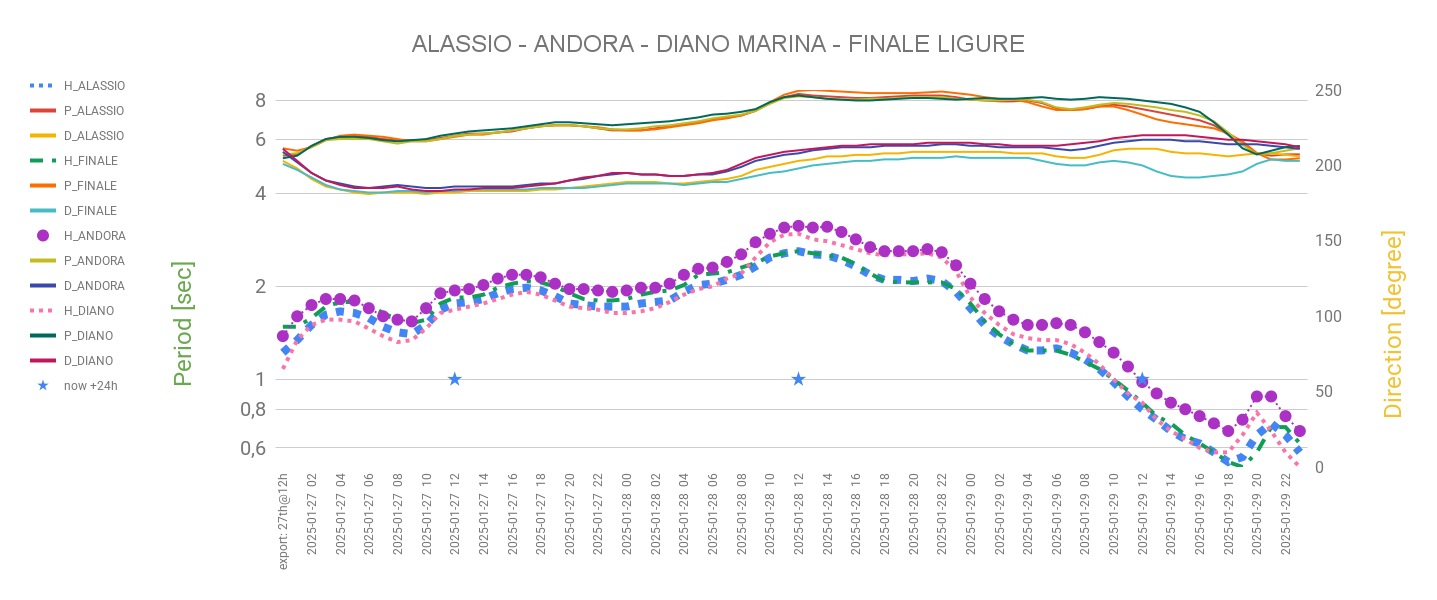 ALASSIO - ANDORA - DIANO MARINA - FINALE LIGURE
H_ALASSIO
P_ALASSIO
D_ALASSIO
H_FINALE
P_FINALE
D_FINALE
H_ANDORA
P_ANDORA
D_ANDORA
H_DIANO
P_DIANO
D_DIANO
now +24h
Period [sec]
8
6
4
2
1
0,8
0,6
250
200
150
100
50
0
Direction [degree]
export: 27th@12h
2025-01-27 02
2025-01-27 04
2025-01-27 06
2025-01-27 08
2025-01-27 10
2025-01-27 12
2025-01-27 14
2025-01-27 16
2025-01-27 18
2025-01-27 20
2025-01-27 22
2025-01-28 00
2025-01-28 02
2025-01-28 04
2025-01-28 06
2025-01-28 08
2025-01-28 10
2025-01-28 12
2025-01-28 14
2025-01-28 16
2025-01-28 18
2025-01-28 20
2025-01-28 22
2025-01-29 00
2025-01-29 02
2025-01-29 04
2025-01-29 06
2025-01-29 08
2025-01-29 10
2025-01-29 12
2025-01-29 14
2025-01-29 16
2025-01-29 18
2025-01-29 20
2025-01-29 22